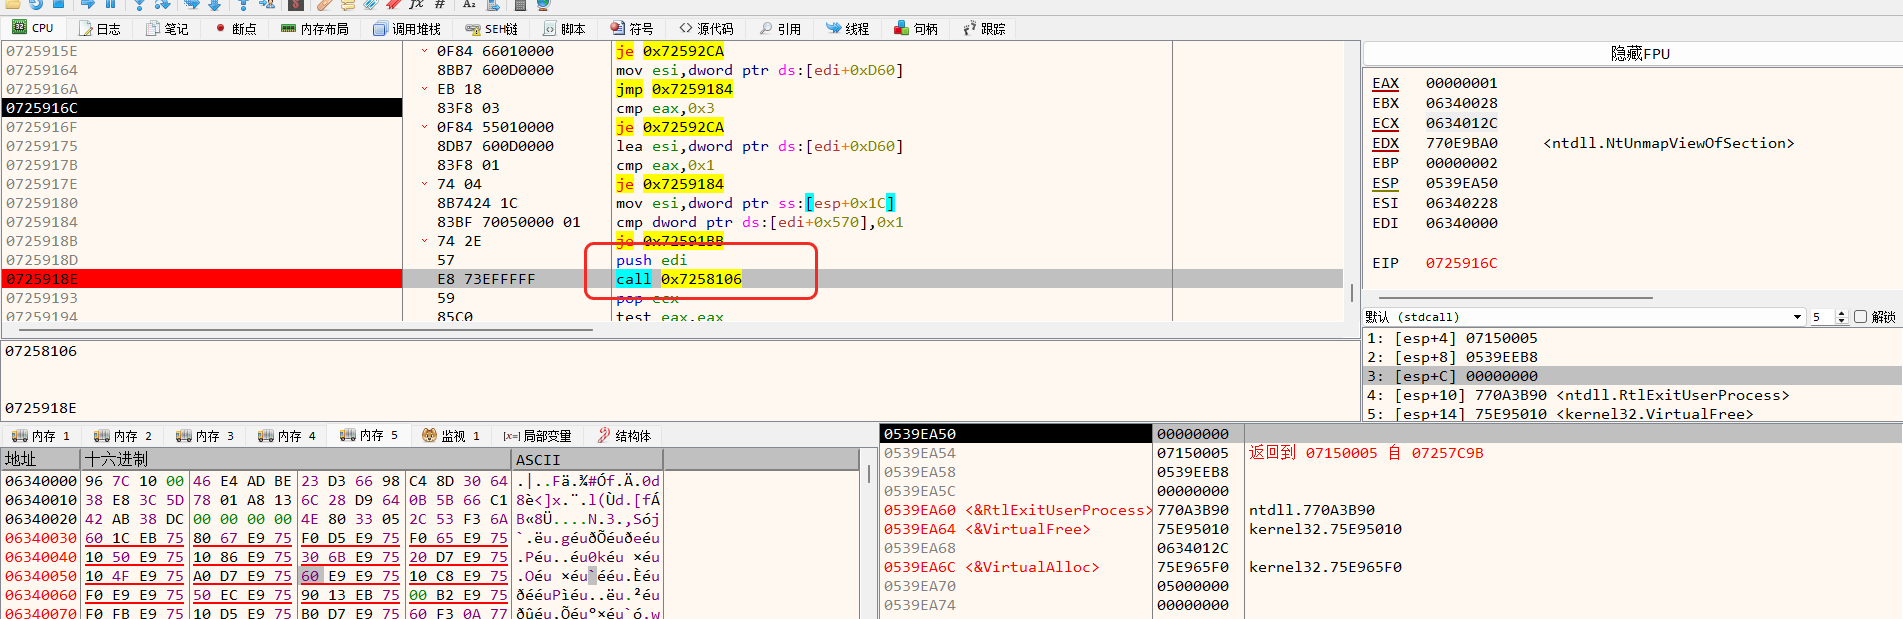 CPU 日志 笔记 断点 内存布局 调用堆栈 SEH链 脚本 符号 源代码 引用 线程 句柄 跟踪
0725915E 0F84 66010000 je 0x72592CA
07259164 8BB7 600D0000 mov esi,dword ptr ds:[edi+0xD60]
0725916A EB 18 jmp 0x7259184
0725916C 83F8 03 cmp eax,0x3
0725916F 0F84 55010000 je 0x72592CA
07259175 8DB7 600D0000 lea esi,dword ptr ds:[edi+0xD60]
0725917B 83F8 01 cmp eax,0x1
0725917E 74 04 je 0x7259184
07259180 8B7424 1C mov esi,dword ptr ss:[esp+0x1C]
07259184 83BF 70050000 01 cmp dword ptr ds:[edi+0x570],0x1
0725918B 74 2E je 0x72591BB
0725918D 57 push edi
0725918E E8 73EFFFFF call 0x7258106
07259193 59 pop ecx
07259194 85C0 test eax,eax
07258106
0725918E
隐藏FPU
EAX 00000001
EBX 06340028
ECX 0634012C
EDX 770E9BA0 <ntdll.NtUnmapViewOfSection>
EBP 00000002
ESP 0539EA50
ESI 06340228
EDI 06340000
EIP 0725916C
默认 (stdcall) 5 解锁
1: [esp+4] 07150005
2: [esp+8] 0539EEB8
3: [esp+C] 00000000
4: [esp+10] 770A3B90 <ntdll.RtlExitUserProcess>
5: [esp+14] 75E95010 <kernel32.VirtualFree>
内存 1 内存 2 内存 3 内存 4 内存 5 监视 1 局部变量 结构体
地址 十六进制 ASCII
06340000 96 7C 10 00 46 E4 AD BE 23 D3 66 98 C4 8D 30 64 .|..Fä.¾#Óf.Ä.0d
06340010 38 E8 3C 5D 78 01 A8 13 6C 28 D9 64 0B 5B 66 C1 8è<]x.¨.l(Ùd.[fÁ
06340020 42 AB 38 DC 00 00 00 00 4E 80 33 05 2C 53 F3 6A B«8Ü....N.3.,Sój
06340030 60 1C EB 75 80 67 E9 75 F0 D5 E9 75 F0 65 E9 75 `.ëu.géuðÕéuðeéu
06340040 10 50 E9 75 10 86 E9 75 30 6B E9 75 20 D7 E9 75 .Péu..éu0kéu ×éu
06340050 10 4F E9 75 A0 D7 E9 75 60 E9 E9 75 10 C8 E9 75 .Oéu ×éu`ééu.Èéu
06340060 F0 E9 E9 75 50 EC E9 75 90 13 EB 75 00 B2 E9 75 ðééuPìéu..ëu.²éu
06340070 F0 FB E9 75 10 D5 E9 75 B0 D7 E9 75 60 F3 0A 77 ðûéu.Õéu°×éu`ó.w
0539EA50 00000000
0539EA54 07150005 返回到 07150005 自 07257C9B
0539EA58 0539EEB8
0539EA5C 00000000
0539EA60 <&RtlExitUserProcess> 770A3B90 ntdll.770A3B90
0539EA64 <&VirtualFree> 75E95010 kernel32.75E95010
0539EA68 0634012C
0539EA6C <&VirtualAlloc> 75E965F0 kernel32.75E965F0
0539EA70 05000000
0539EA74 00000000